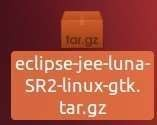 tar.gz
eclipse-jee-luna-
SR2-linux-gtk.
tar.gz